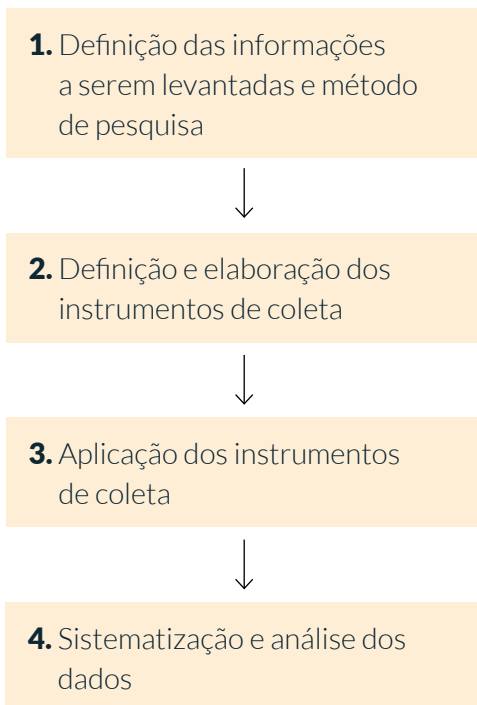 1. Definição das informações
a serem levantadas e método
de pesquisa
2. Definição e elaboração dos
instrumentos de coleta
3. Aplicação dos instrumentos
de coleta
4. Sistematização e análise dos
dados